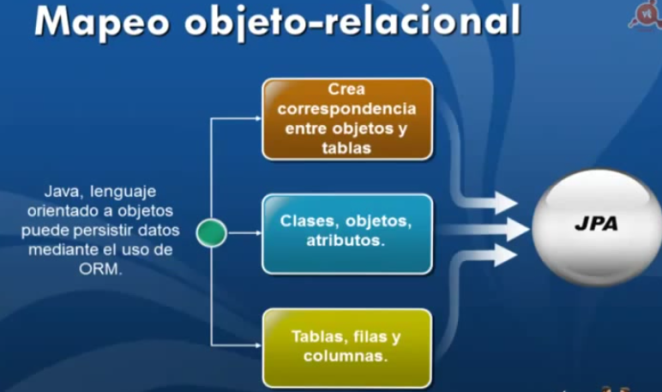 Mapeo objeto-relacional
Crea
correspondencia
entre objetos y
tablas
Java, lenguaje
orientado a objetos
puede persistir datos
mediante el uso de
ORM.
Clases, objetos,
atributos.
Tablas, filas y
columnas.
JPA